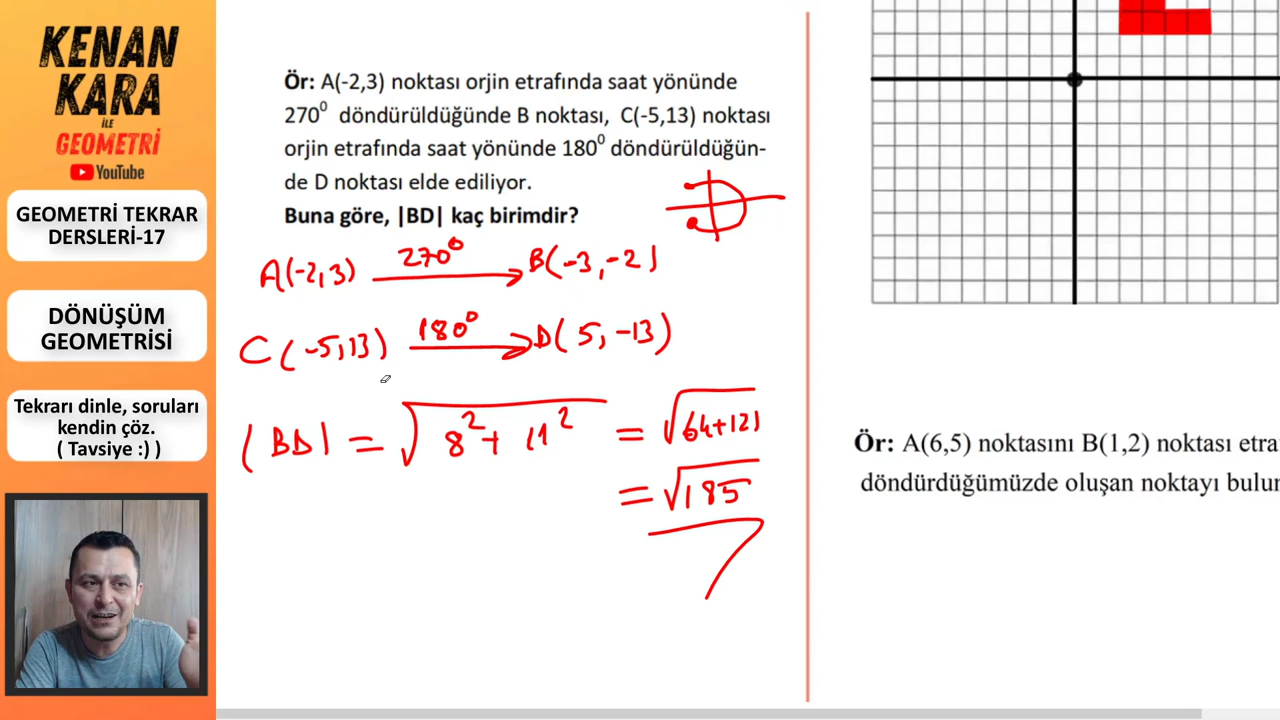 KENAN
KARA
İLE
GEOMETRİ
YouTube
GEOMETRİ TEKRAR
DERSLERİ-17
DÖNÜŞÜM
GEOMETRİSİ
Tekrarı dinle, soruları
kendin çöz.
( Tavsiye :) )
Ör: A(-2,3) noktası orjin etrafında saat yönünde
270⁰ döndürüldüğünde B noktası, C(-5,13) noktası
orjin etrafında saat yönünde 180⁰ döndürüldüğün-
de D noktası elde ediliyor.
Buna göre, |BD| kaç birimdir?
A(-2,3) 270⁰ → B(-3,-2)
C(-5,13) 180⁰ → D(5,-13)
|BD| = √8²+11² = √64+121
= √185
Ör: A(6,5) noktasını B(1,2) noktası etra
döndürdüğümüzde oluşan noktayı bulun